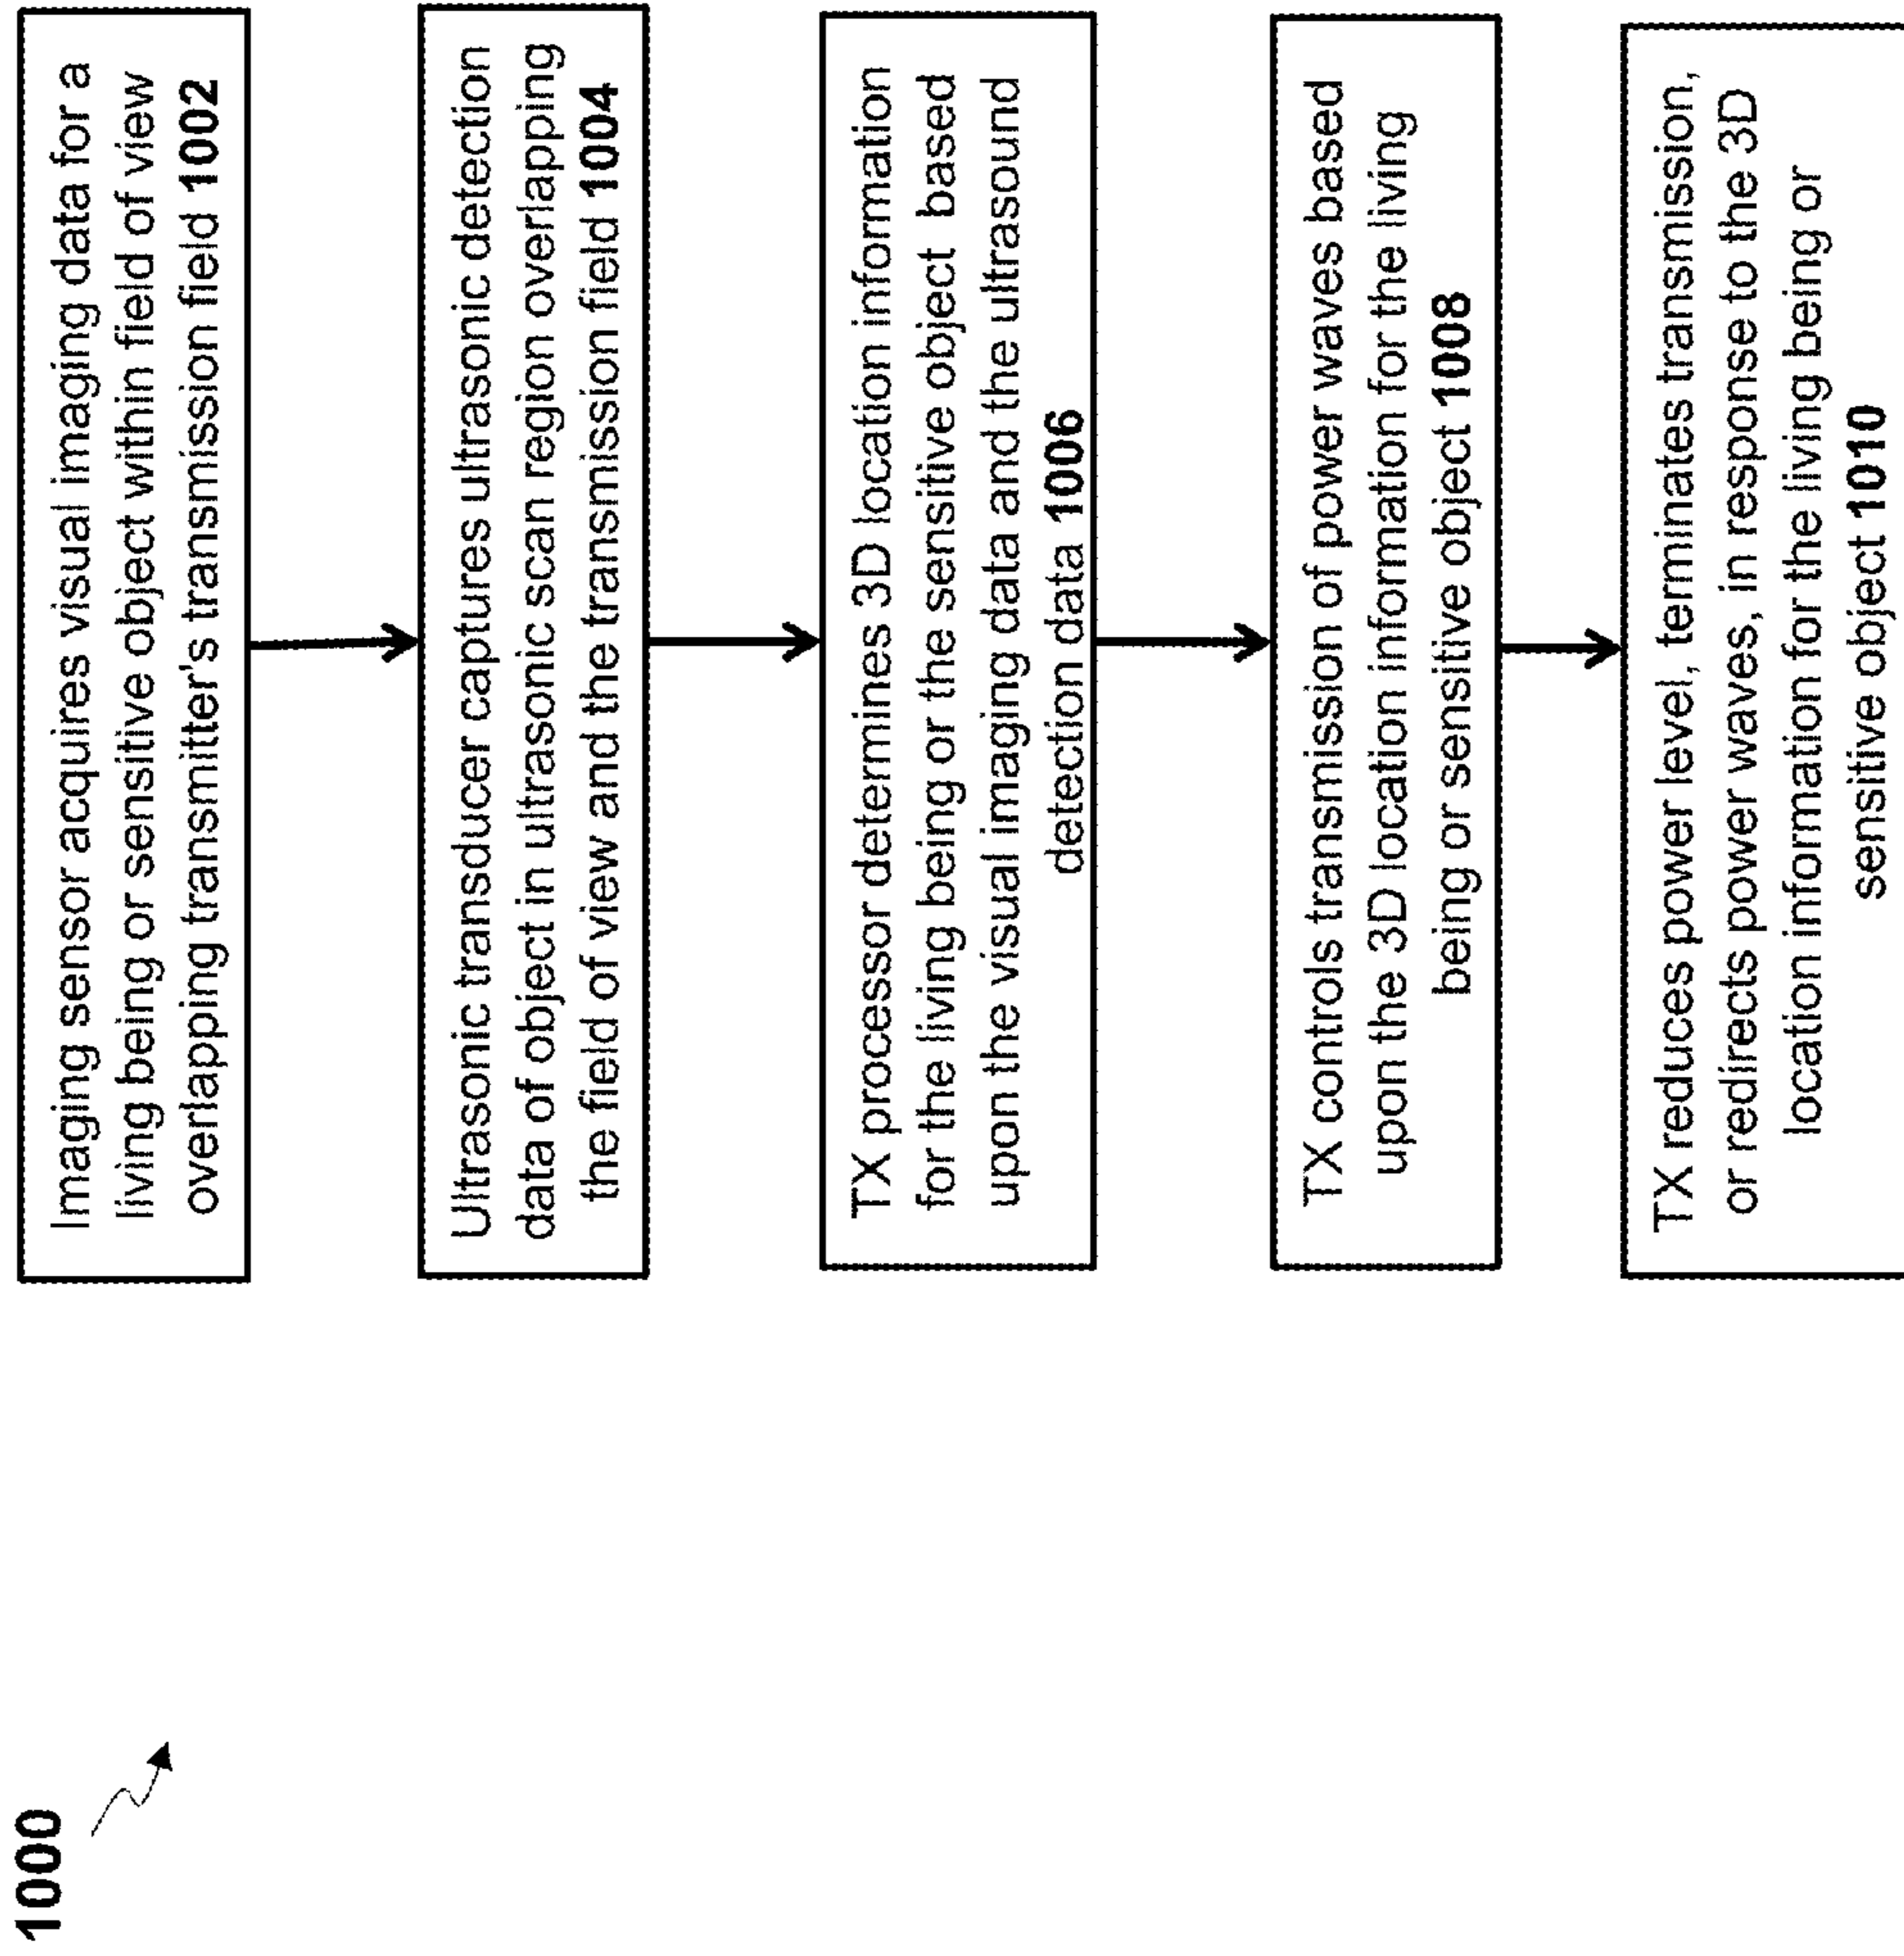 1000
Imaging sensor acquires visual imaging data for a
living being or sensitive object within field of view
overlapping transmitter's transmission field 1002
Ultrasonic transducer captures ultrasonic detection
data of object in ultrasonic scan region overlapping
the field of view and the transmission field 1004
TX processor determines 3D location information
for the living being or the sensitive object based
upon the visual imaging data and the ultrasound
detection data 1006
TX controls transmission of power waves based
upon the 3D location information for the living
being or sensitive object 1008
TX reduces power level, terminates transmission,
or redirects power waves, in response to the 3D
location information for the living being or
sensitive object 1010